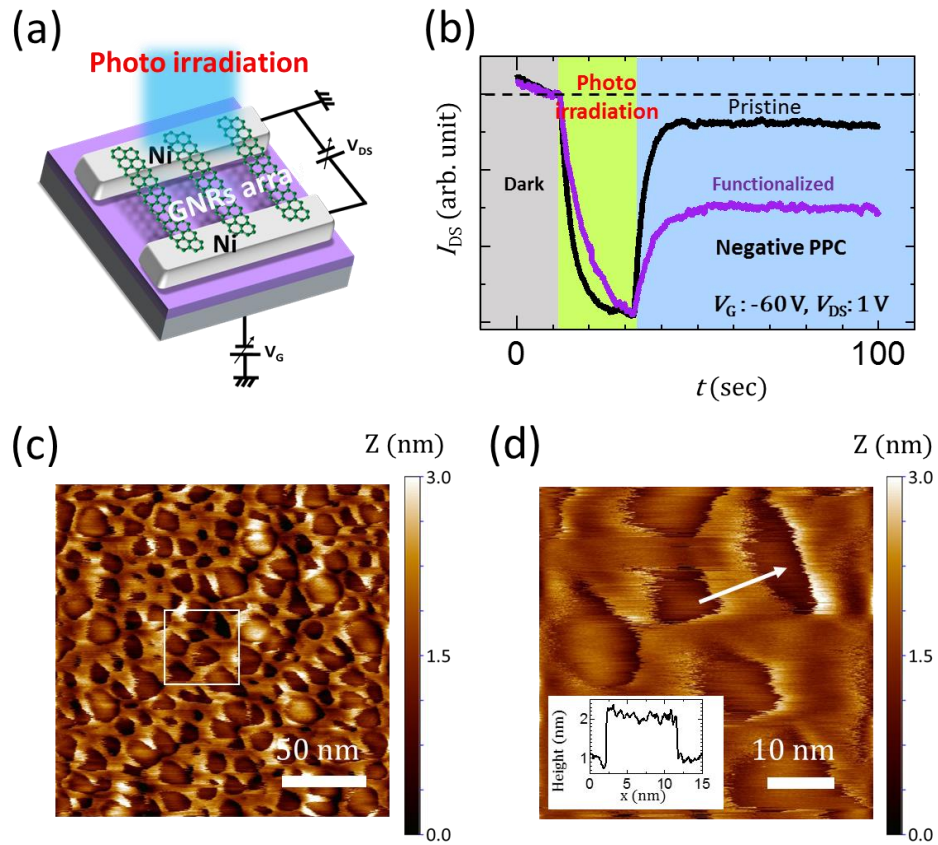 (a)
Photo irradiation
Ni
GNRs arra
Ni
V_DS
V_G
(b)
I_DS (arb. unit)
Photo
irradiation
Pristine
Dark
Functionalized
Negative PPC
V_G : -60 V, V_DS: 1 V
0
100
t (sec)
(c)
Z (nm)
3.0
1.5
0.0
50 nm
(d)
Z (nm)
3.0
1.5
0.0
10 nm
Height (nm)
2
1
0 5 10 15
x (nm)